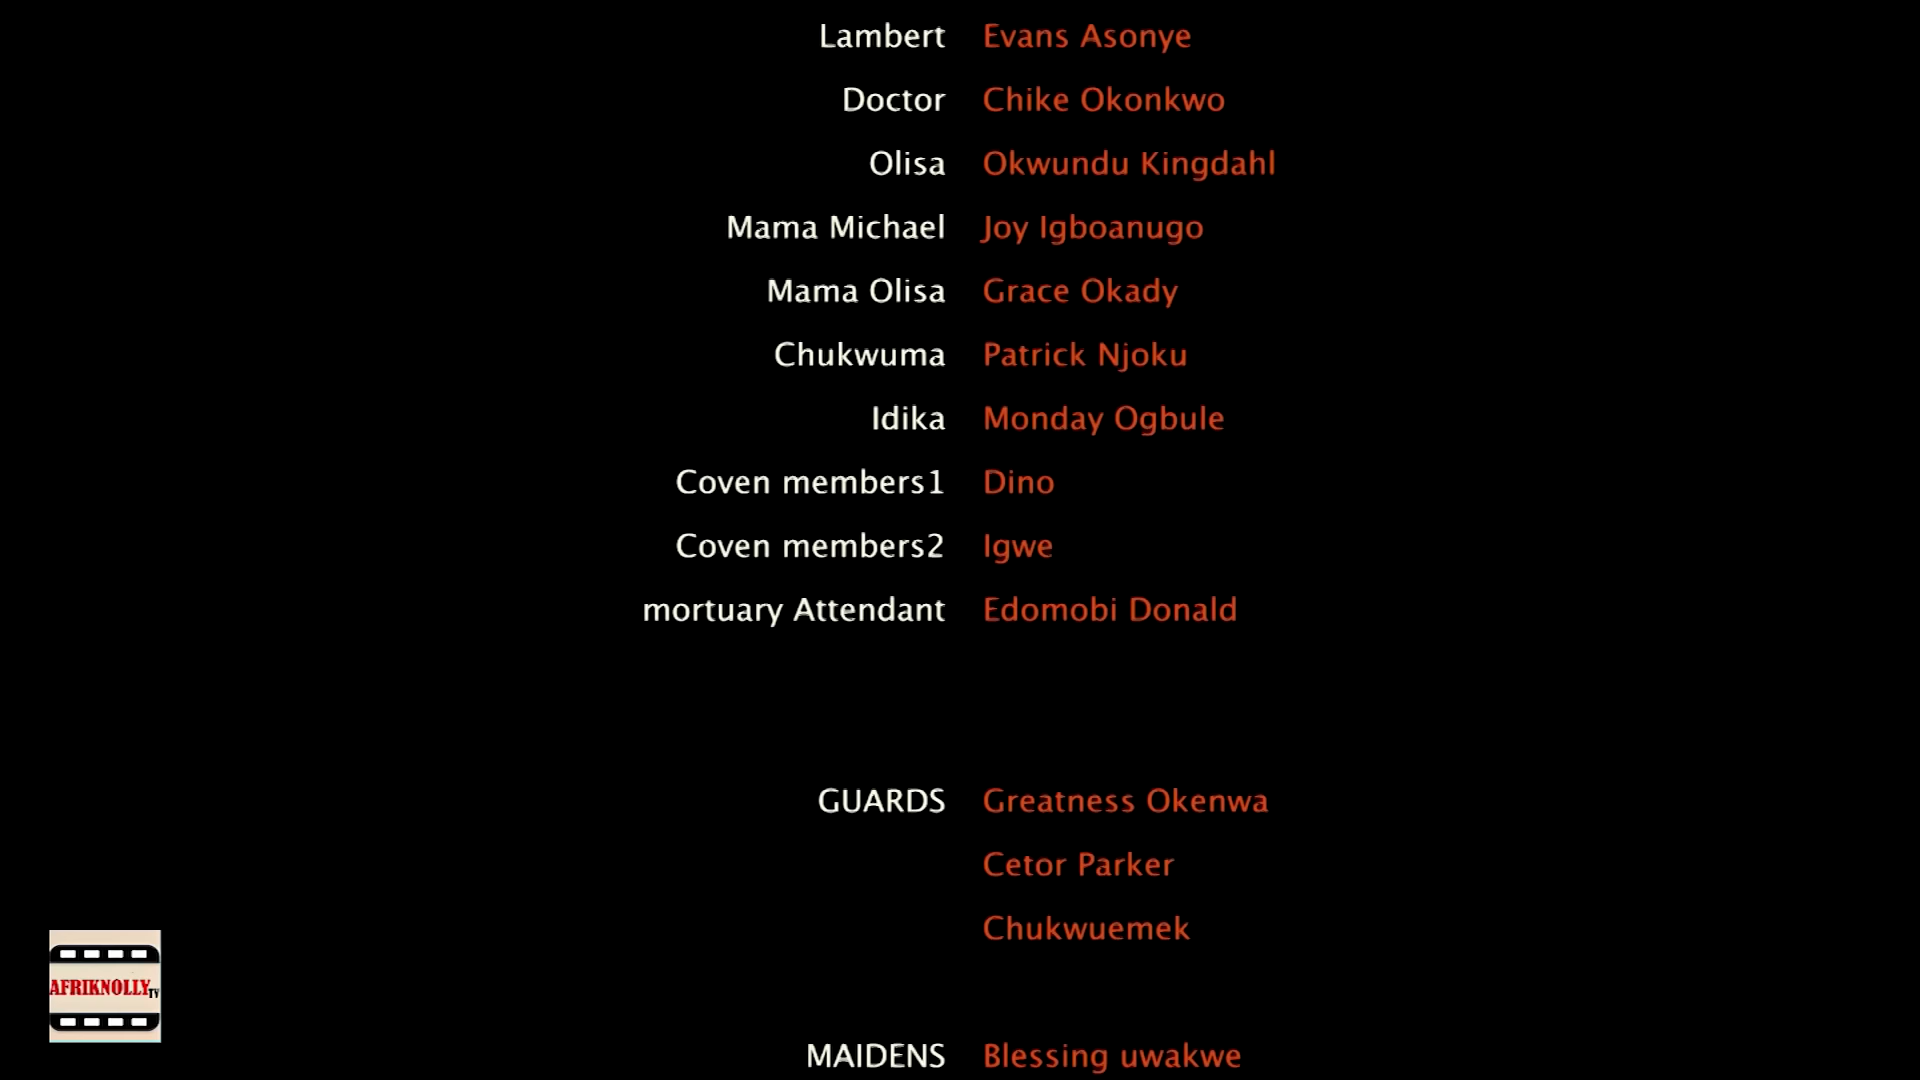 Lambert Evans Asonye
Doctor Chike Okonkwo
Olisa Okwundu Kingdahl
Mama Michael Joy Igboanugo
Mama Olisa Grace Okady
Chukwuma Patrick Njoku
Idika Monday Ogbule
Coven members1 Dino
Coven members2 Igwe
mortuary Attendant Edomobi Donald
GUARDS Greatness Okenwa
Cetor Parker
Chukwuemek
AFRIKNOLLY TV
MAIDENS Blessing uwakwe